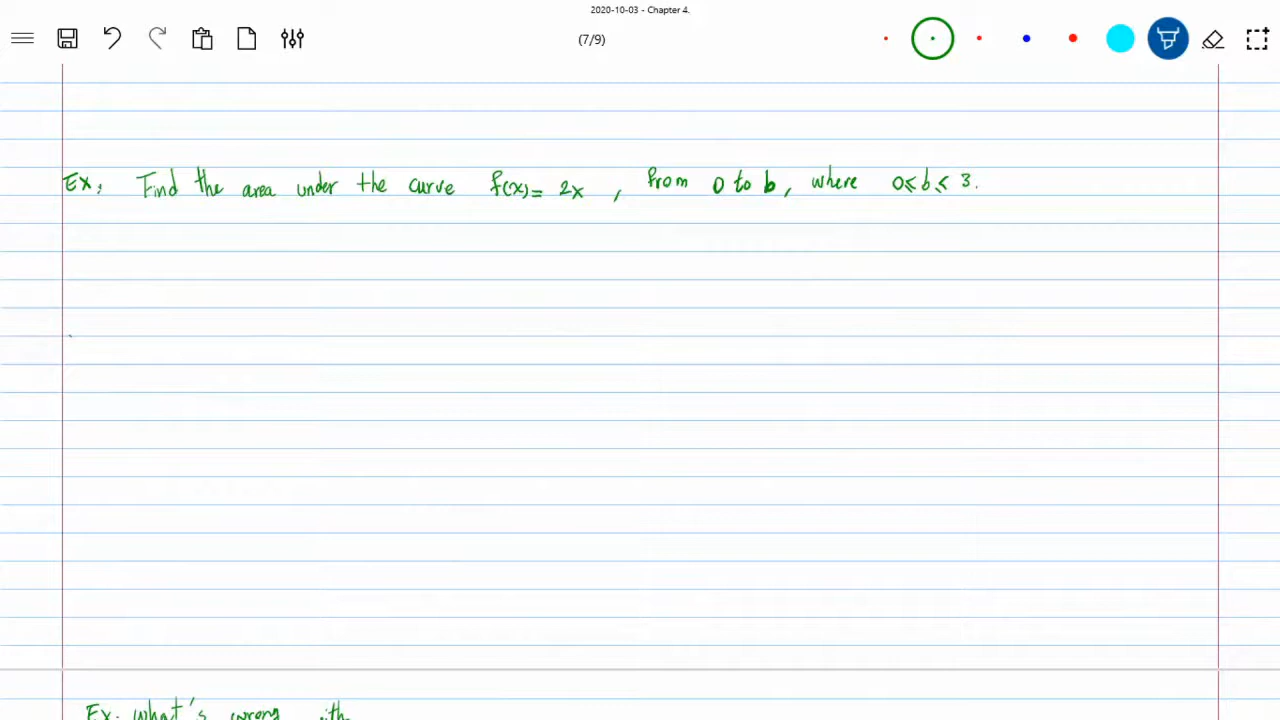 2020-10-03 - Chapter 4.
(7/9)
Ex: Find the area under the curve f(x) = 2x , from 0 to b, where 0 ≤ b ≤ 3.
Ex: What's wrong with